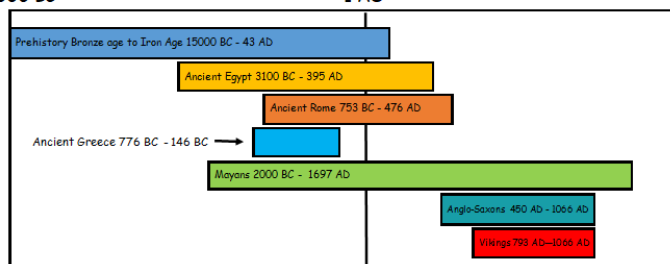 Prehistory Bronze age to Iron Age 15000 BC - 43 AD
Ancient Egypt 3100 BC - 395 AD
Ancient Rome 753 BC - 476 AD
Ancient Greece 776 BC - 146 BC
Mayans 2000 BC - 1697 AD
Anglo-Saxons 450 AD - 1066 AD
Vikings 793 AD—1066 AD